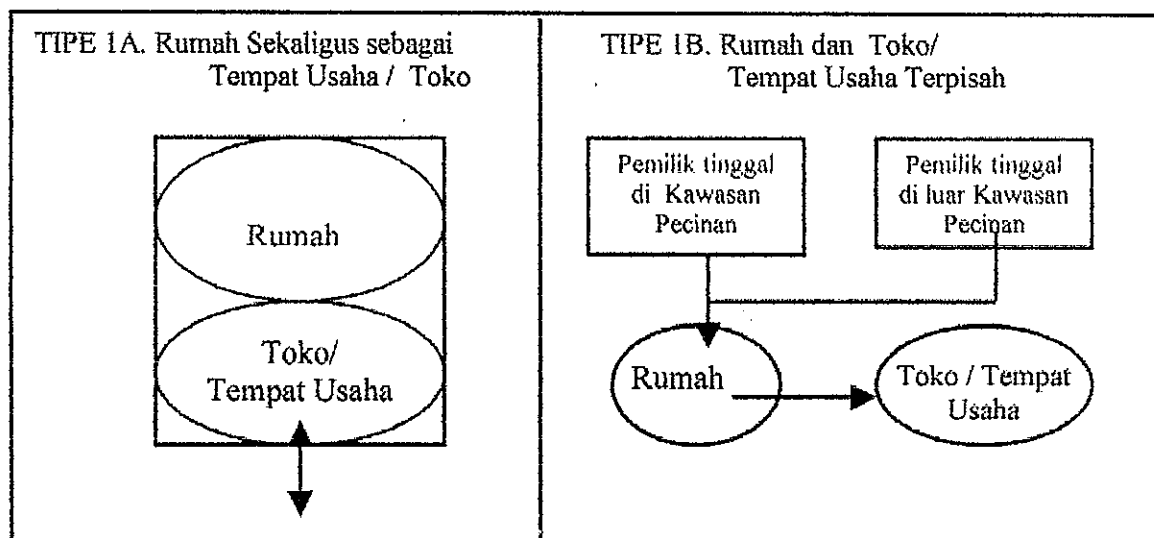 TIPE 1A. Rumah Sekaligus sebagai
Tempat Usaha / Toko
Rumah
Toko/
Tempat Usaha
TIPE 1B. Rumah dan Toko/
Tempat Usaha Terpisah
Pemilik tinggal
di Kawasan
Pecinan
Pemilik tinggal
di luar Kawasan
Pecinan
Rumah
Toko / Tempat
Usaha